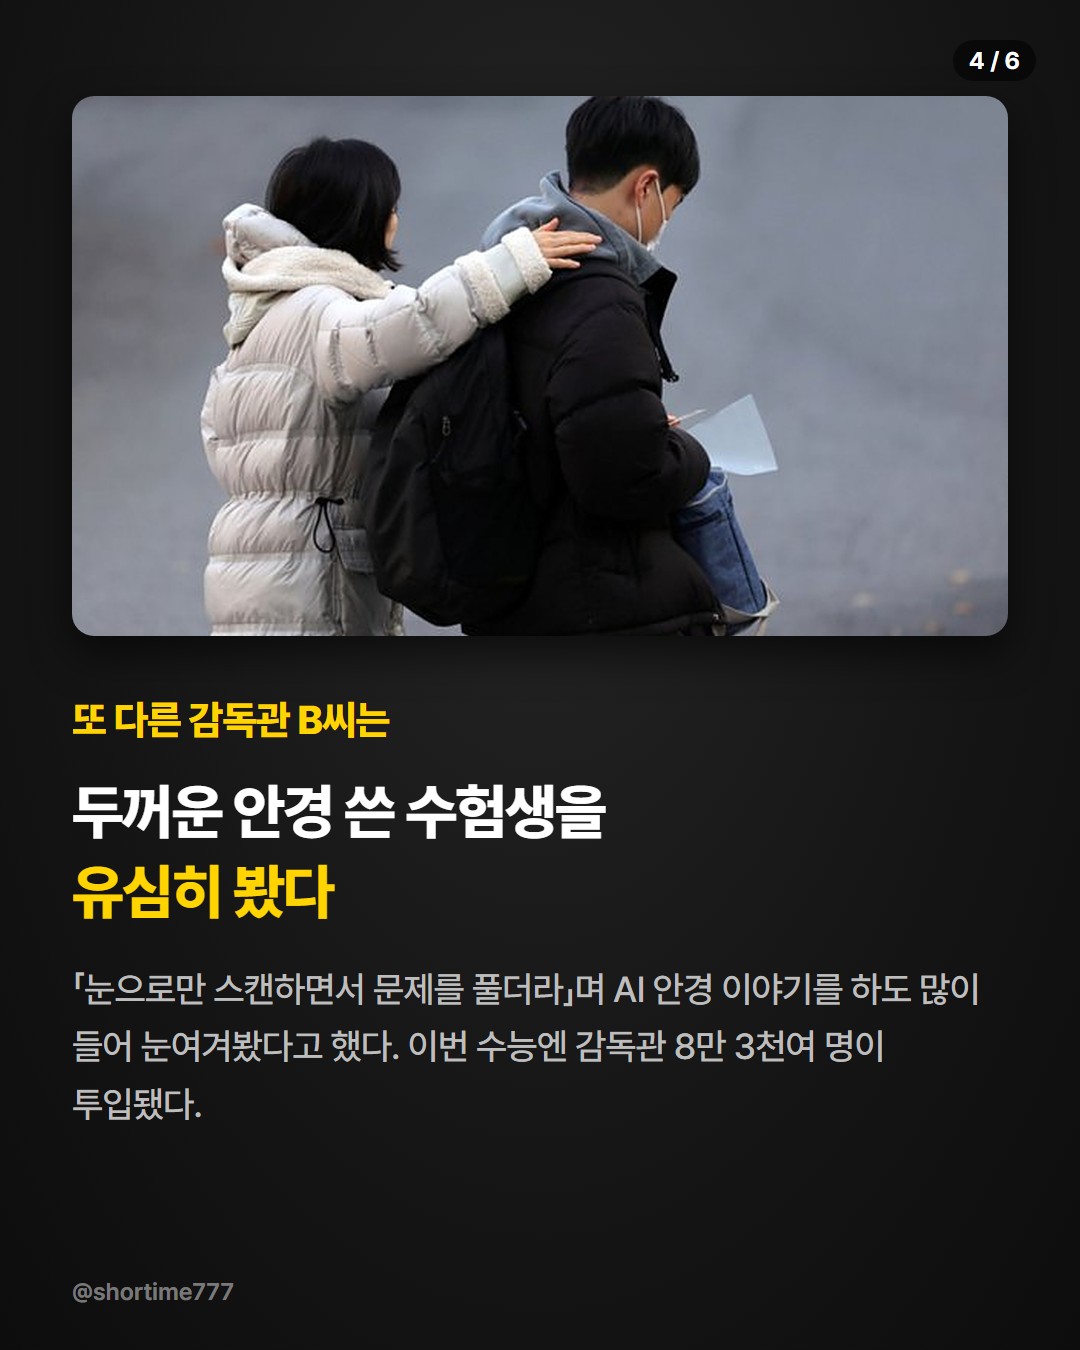 4 / 6
또 다른 감독관 B씨는
두꺼운 안경 쓴 수험생을
유심히 봤다
「눈으로만 스캔하면서 문제를 풀더라」며 AI 안경 이야기를 하도 많이
들어 눈여겨봤다고 했다. 이번 수능엔 감독관 8만 3천여 명이
투입됐다.
@shortime777